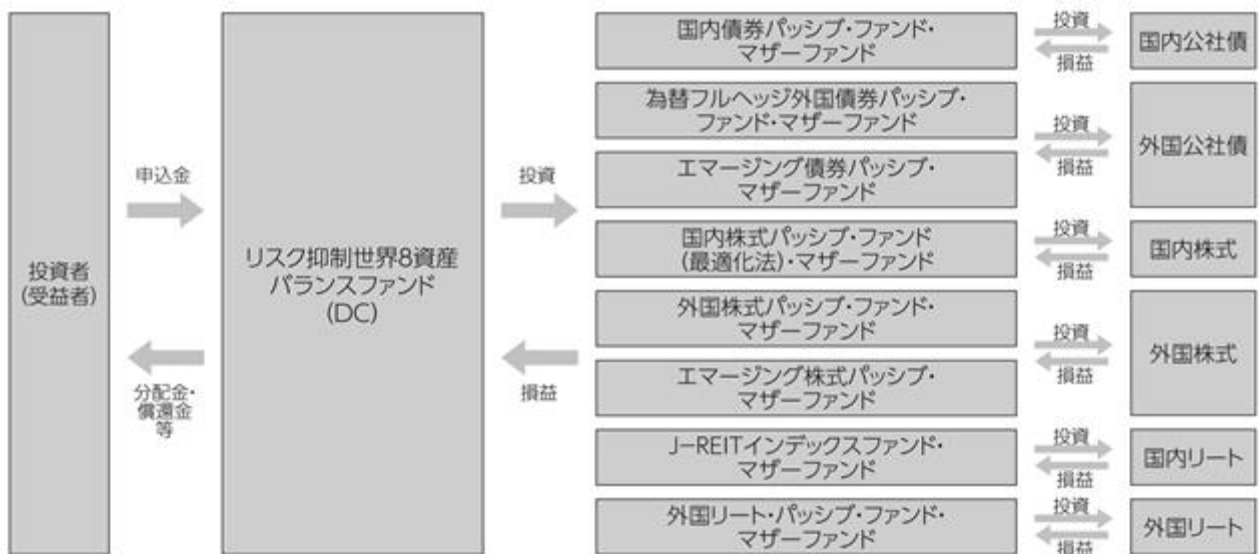 投資者
(受益者)
申込金
分配金・
償還金
等
リスク抑制世界8資産
バランスファンド
(DC)
投資
損益
国内債券パッシブ・ファンド・
マザーファンド
投資
損益
国内公社債
為替フルヘッジ外国債券パッシブ・
ファンド・マザーファンド
エマージング債券パッシブ・
マザーファンド
投資
損益
外国公社債
国内株式パッシブ・ファンド
(最適化法)・マザーファンド
投資
損益
国内株式
外国株式パッシブ・ファンド・
マザーファンド
エマージング株式パッシブ・
マザーファンド
投資
損益
外国株式
J-REITインデックスファンド・
マザーファンド
投資
損益
国内リート
外国リート・パッシブ・ファンド・
マザーファンド
投資
損益
外国リート